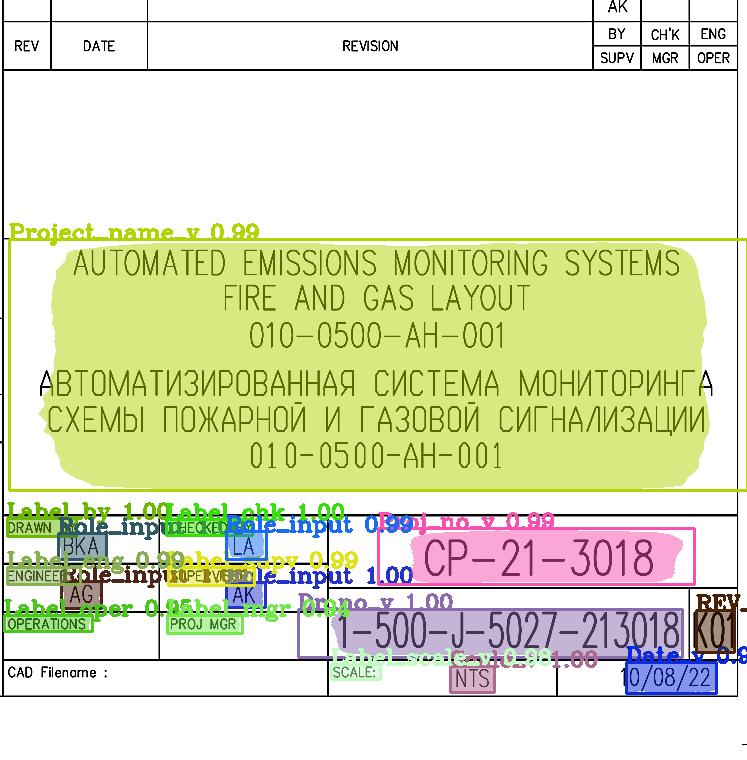 AK
BY CH'K ENG
REV DATE REVISION
SUPV MGR OPER
Project_name_v 0.99
AUTOMATED EMISSIONS MONITORING SYSTEMS
FIRE AND GAS LAYOUT
010-0500-AH-001
АВТОМАТИЗИРОВАННАЯ СИСТЕМА МОНИТОРИНГА
СХЕМЫ ПОЖАРНОЙ И ГАЗОВОЙ СИГНАЛИЗАЦИИ
010-0500-AH-001
Label_by 1.00 Label_chk 1.00
DRAWN Role_input CHECKED Role_input 0.99 Proj_no_v 0.99
BKA LA CP-21-3018
Label_eng 0.99 Label_supv 0.99
ENGINEER Role_input Role_input 1.00
AG AK
Label_oper 0.95 Label_mgr 0.94 Drno_v 1.00 REV
OPERATIONS PROJ MGR 1-500-J-5027-213018 K01
Label_scale_v 0.98 1.00 Date_v 0.9
CAD Filename : SCALE: NTS 10/08/22